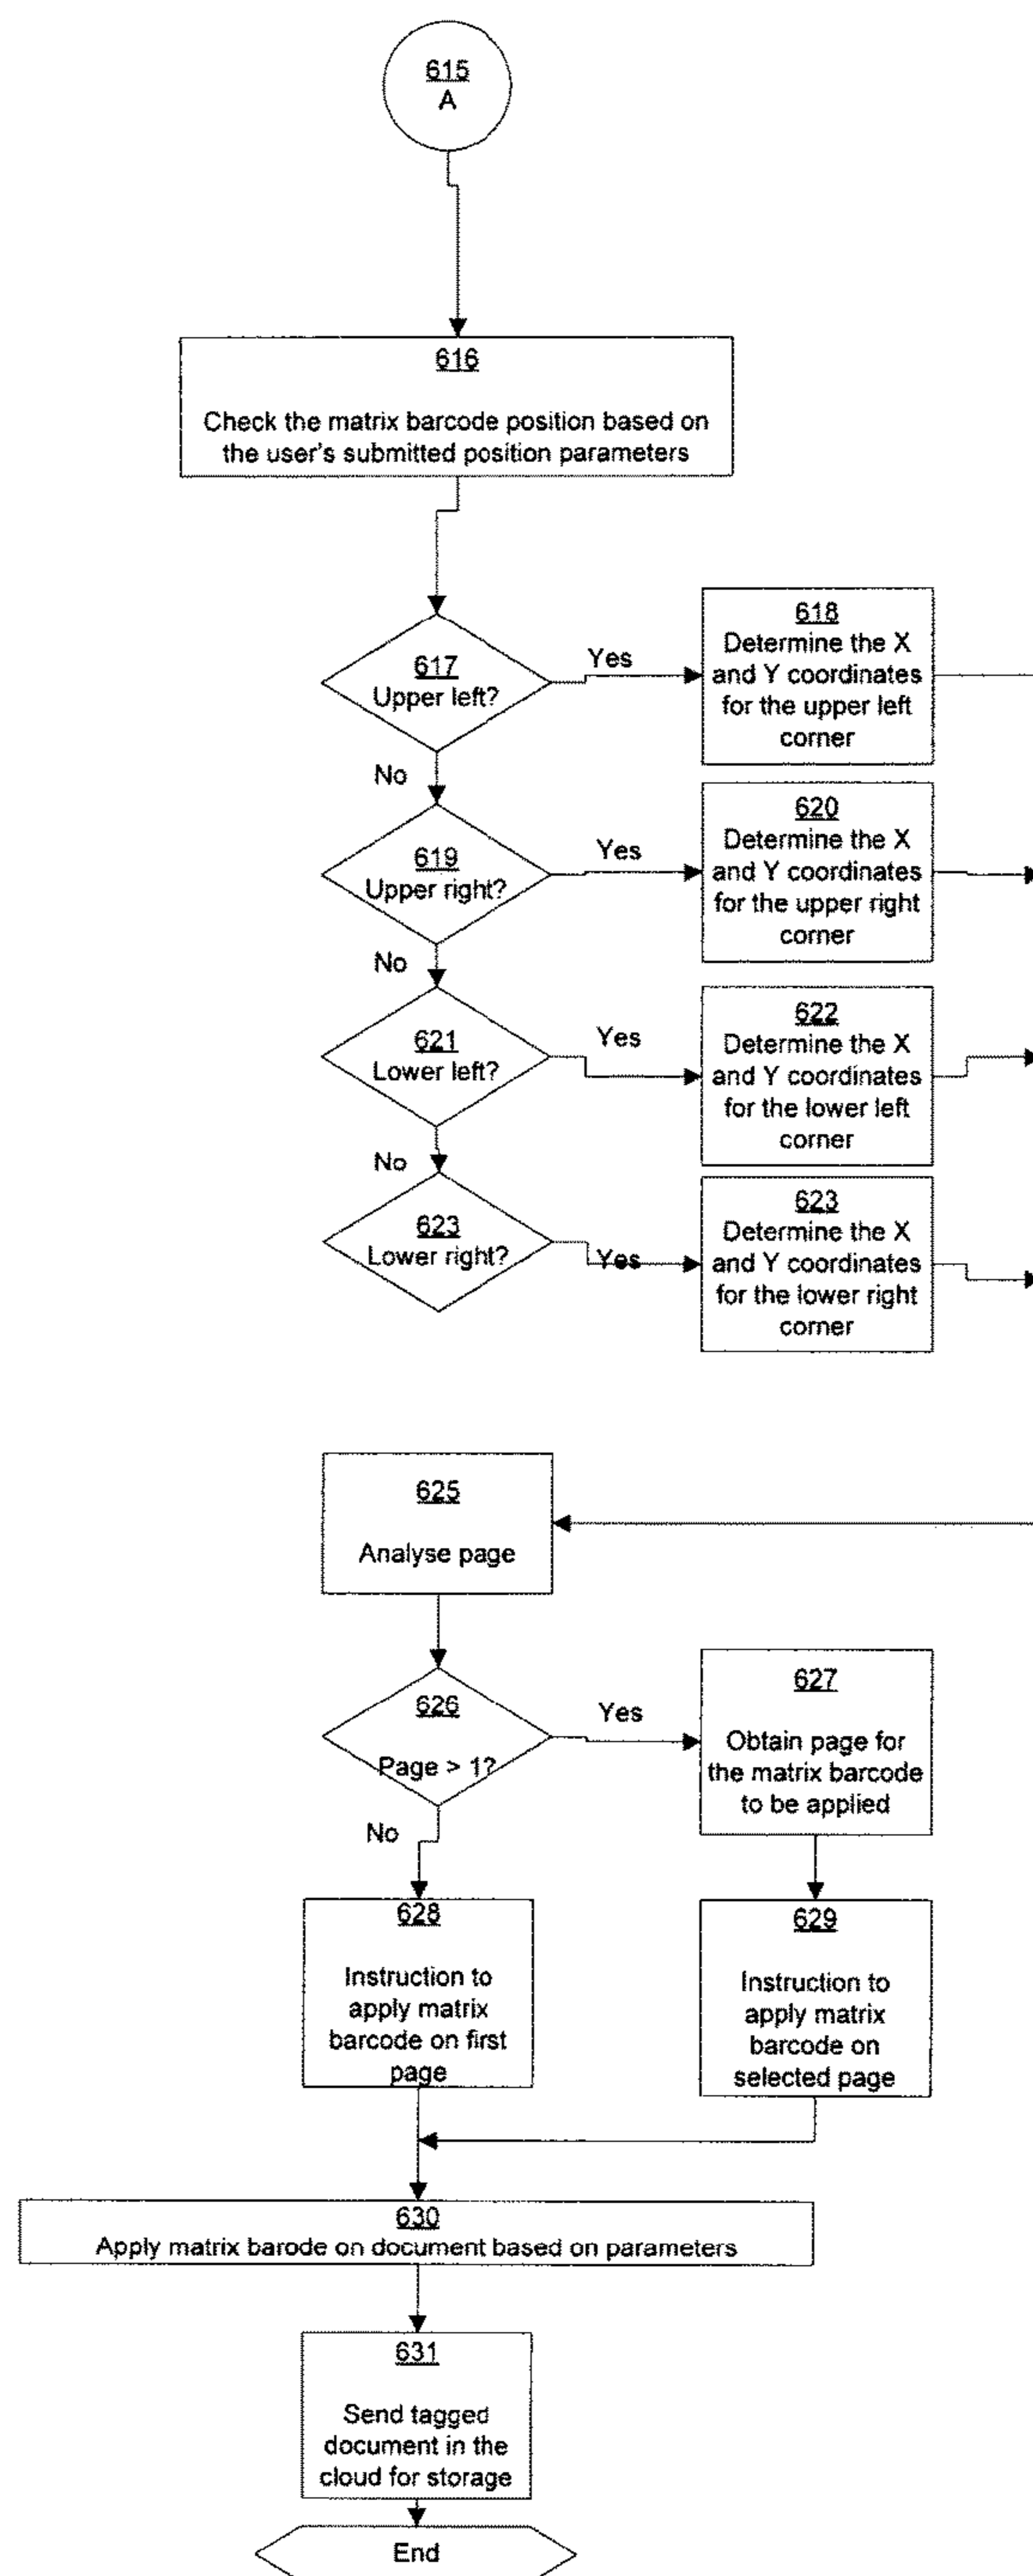 615
A
616
Check the matrix barcode position based on
the user's submitted position parameters
617
Upper left?
Yes
618
Determine the X
and Y coordinates
for the upper left
corner
No
619
Upper right?
Yes
620
Determine the X
and Y coordinates
for the upper right
corner
No
621
Lower left?
Yes
622
Determine the X
and Y coordinates
for the lower left
corner
No
623
Lower right?
Yes
623
Determine the X
and Y coordinates
for the lower right
corner
625
Analyse page
626
Page > 1?
Yes
627
Obtain page for
the matrix barcode
to be applied
No
628
Instruction to
apply matrix
barcode on first
page
629
Instruction to
apply matrix
barcode on
selected page
630
Apply matrix barode on document based on parameters
631
Send tagged
document in the
cloud for storage
End